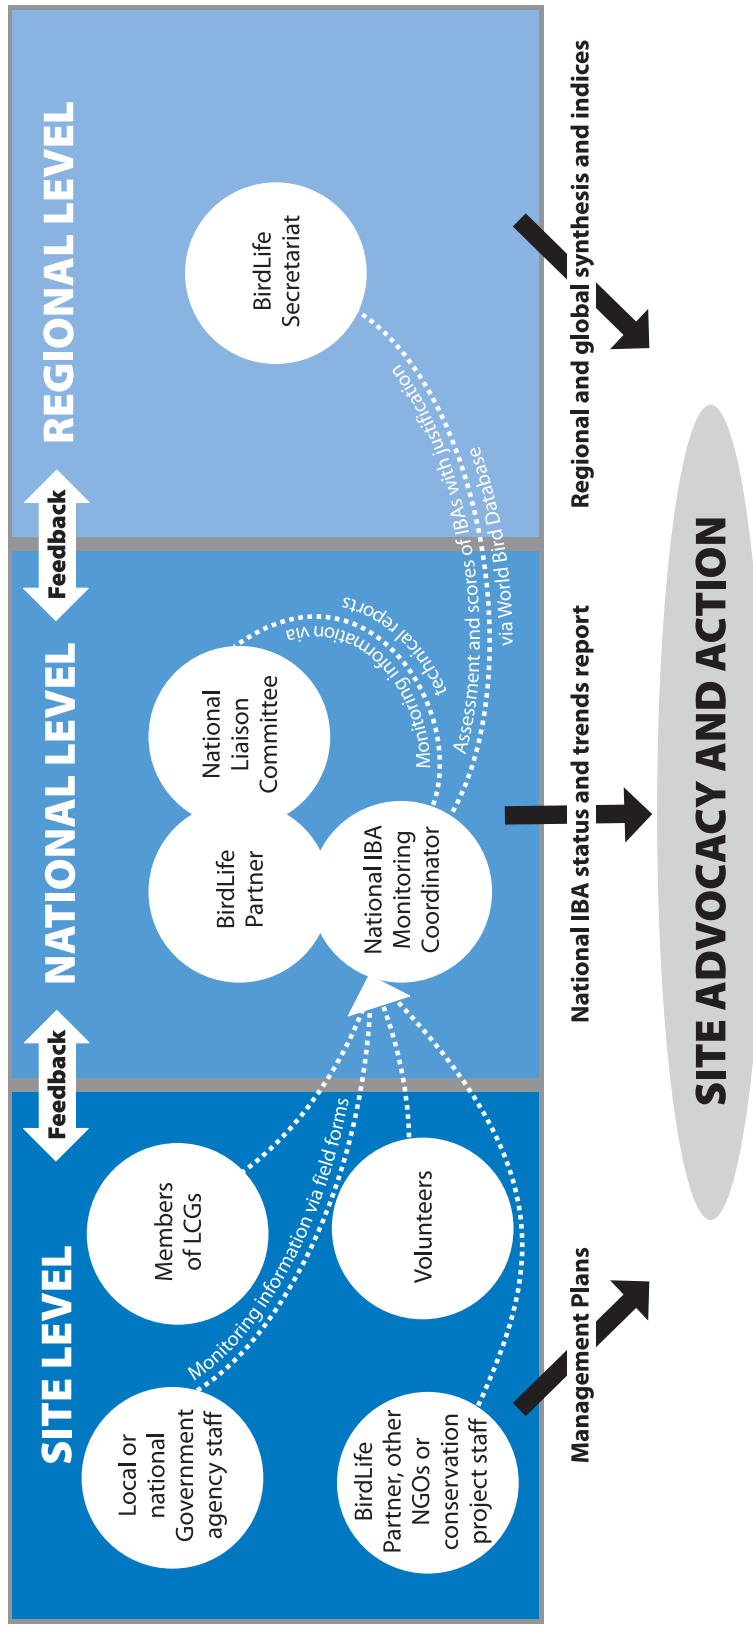 SITE LEVEL
Feedback
NATIONAL LEVEL
Feedback
REGIONAL LEVEL
Local or
national
Government
agency staff
Members
of LCGs
BirdLife
Partner, other
NGOs or
conservation
project staff
Volunteers
Monitoring information via field forms
BirdLife
Partner
National
Liaison
Committee
National IBA
Monitoring
Coordinator
Monitoring information via
technical reports
Assessment and scores of IBAs with justification
via World Bird Database
BirdLife
Secretariat
Management Plans
National IBA status and trends report
Regional and global synthesis and indices
SITE ADVOCACY AND ACTION